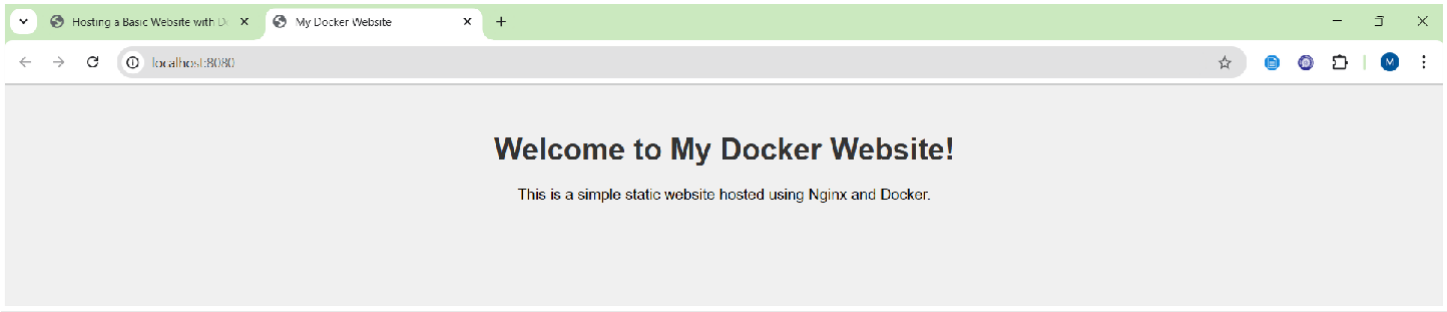 Hosting a Basic Website with D
My Docker Website
localhost:8080
M
Welcome to My Docker Website!
This is a simple static website hosted using Nginx and Docker.